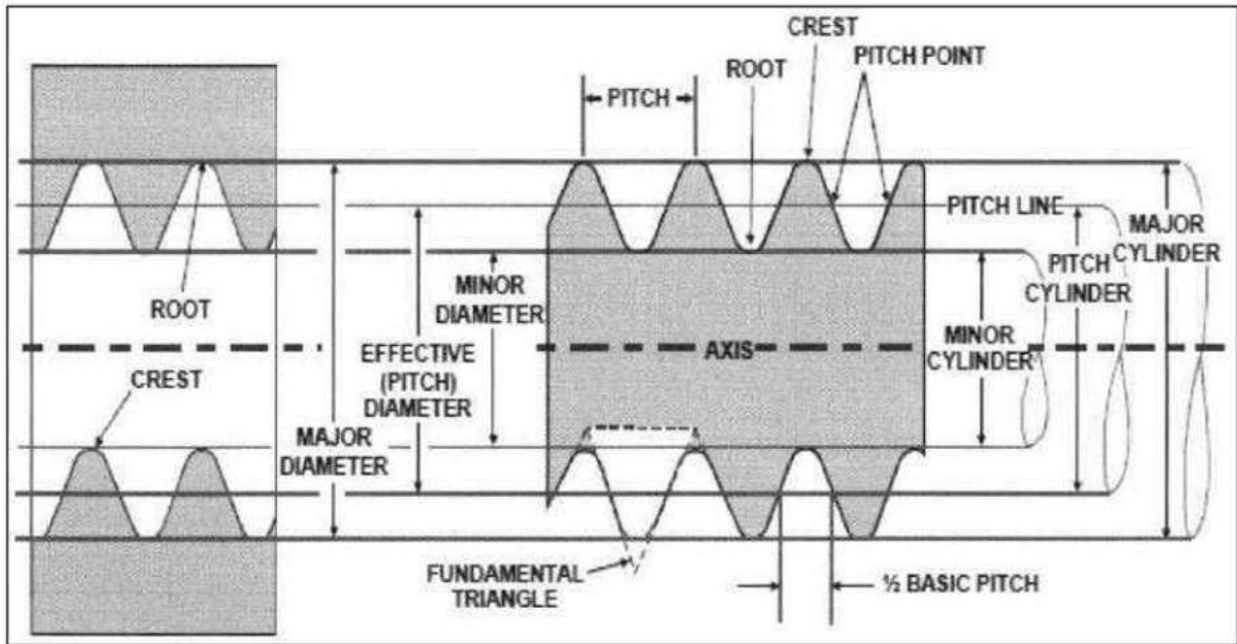 CREST
ROOT
PITCH POINT
PITCH
PITCH LINE
MAJOR
CYLINDER
PITCH
CYLINDER
ROOT
MINOR
DIAMETER
MINOR
CYLINDER
AXIS
EFFECTIVE
(PITCH)
DIAMETER
CREST
MAJOR
DIAMETER
FUNDAMENTAL
TRIANGLE
½ BASIC PITCH